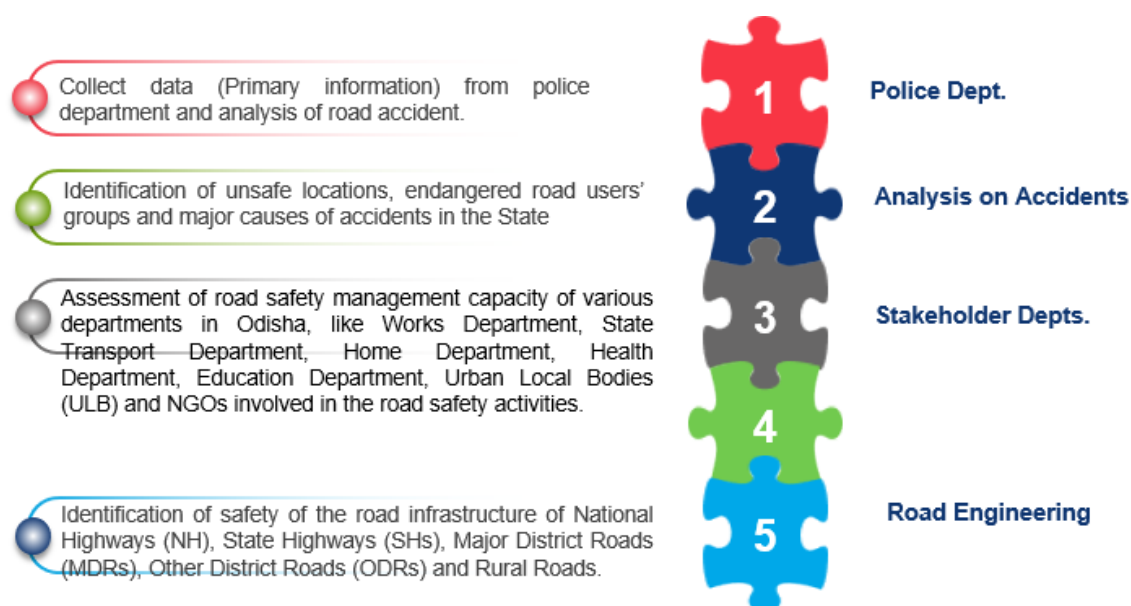 Collect data (Primary information) from police
department and analysis of road accident.
1
Police Dept.
Identification of unsafe locations, endangered road users’
groups and major causes of accidents in the State
2
Analysis on Accidents
Assessment of road safety management capacity of various
departments in Odisha, like Works Department, State
Transport Department, Home Department, Health
Department, Education Department, Urban Local Bodies
(ULB) and NGOs involved in the road safety activities.
3
Stakeholder Depts.
4
Identification of safety of the road infrastructure of National
Highways (NH), State Highways (SHs), Major District Roads
(MDRs), Other District Roads (ODRs) and Rural Roads.
5
Road Engineering